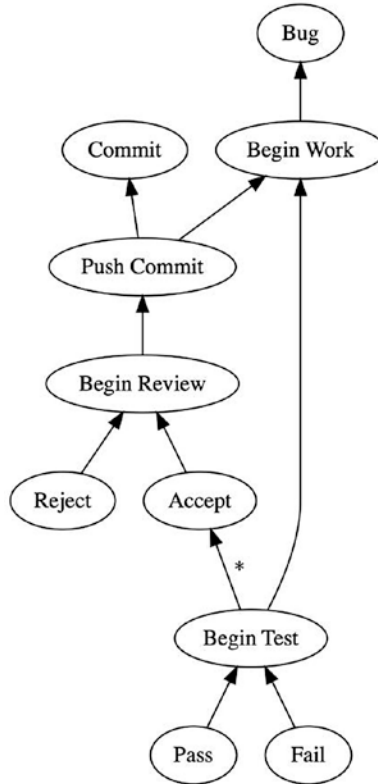 Bug
Commit
Begin Work
Push Commit
Begin Review
Reject
Accept
*
Begin Test
Pass
Fail